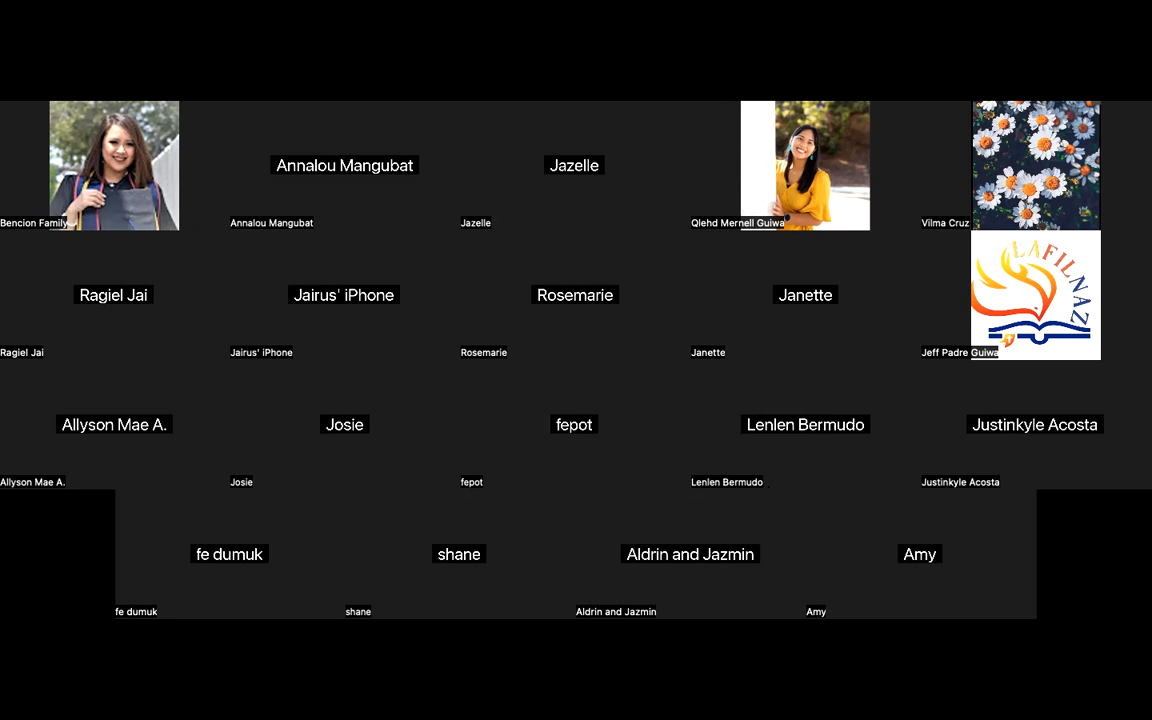 Annalou Mangubat
Jazelle
Bencion Family
Annalou Mangubat
Jazelle
Qlehd Mernell Guiwa
Vilma Cruz
Ragiel Jai
Jairus' iPhone
Rosemarie
Janette
LAFILNAZ
Ragiel Jai
Jairus' iPhone
Rosemarie
Janette
Jeff Padre Guiwa
Allyson Mae A.
Josie
fepot
Lenlen Bermudo
Justinkyle Acosta
Allyson Mae A.
Josie
fepot
Lenlen Bermudo
Justinkyle Acosta
fe dumuk
shane
Aldrin and Jazmin
Amy
fe dumuk
shane
Aldrin and Jazmin
Amy